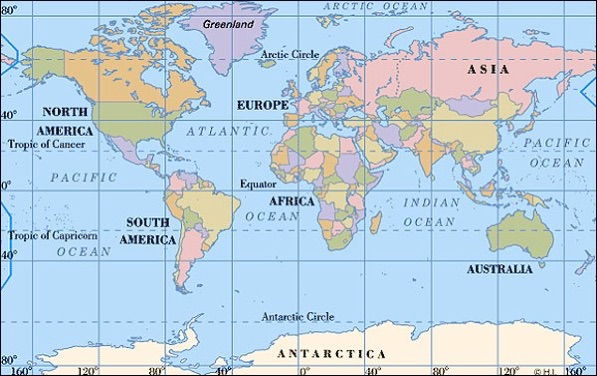 80°
ARCTIC OCEAN
Greenland
Arctic Circle
ASIA
EUROPE
40°
NORTH
AMERICA
ATLANTIC
PACIFIC
OCEAN
Tropic of Cancer
PACIFIC
Equator
0°
AFRICA
INDIAN
OCEAN
OCEAN
SOUTH
AMERICA
Tropic of Capricorn
OCEAN
40°
AUSTRALIA
Antarctic Circle
ANTARCTICA
80°
160° 120° 80° 40° 0° 40° 80° 120° 160°
© H.L.